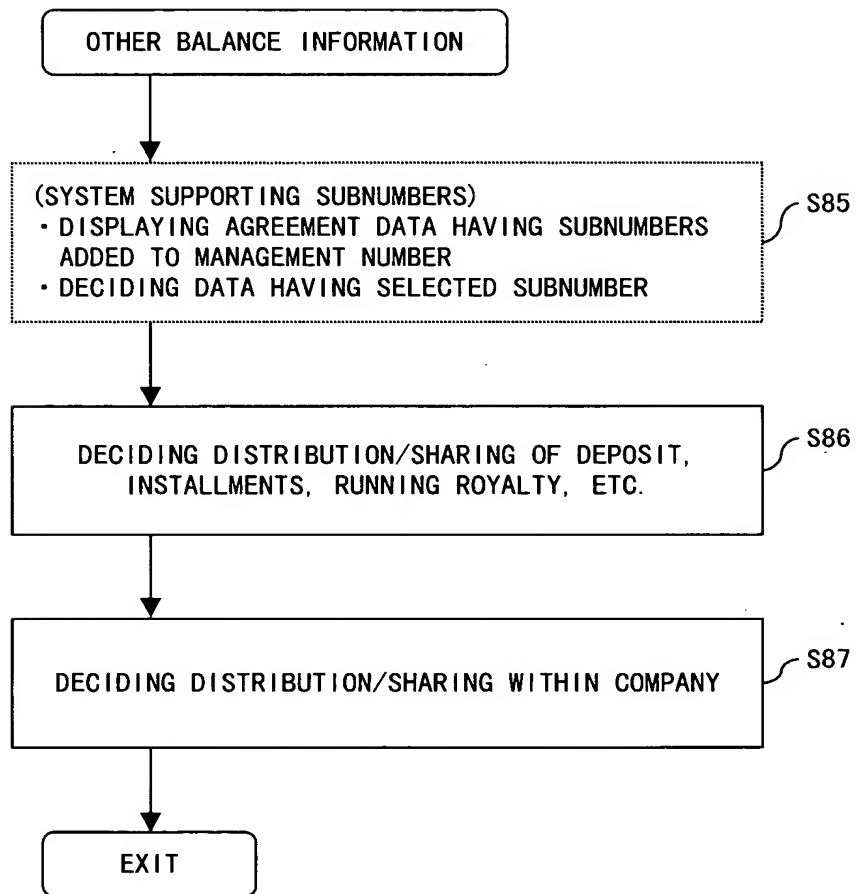 OTHER BALANCE INFORMATION
(SYSTEM SUPPORTING SUBNUMBERS)
・DISPLAYING AGREEMENT DATA HAVING SUBNUMBERS
ADDED TO MANAGEMENT NUMBER
・DECIDING DATA HAVING SELECTED SUBNUMBER
S85
DECIDING DISTRIBUTION/SHARING OF DEPOSIT,
INSTALLMENTS, RUNNING ROYALTY, ETC.
S86
DECIDING DISTRIBUTION/SHARING WITHIN COMPANY
S87
EXIT